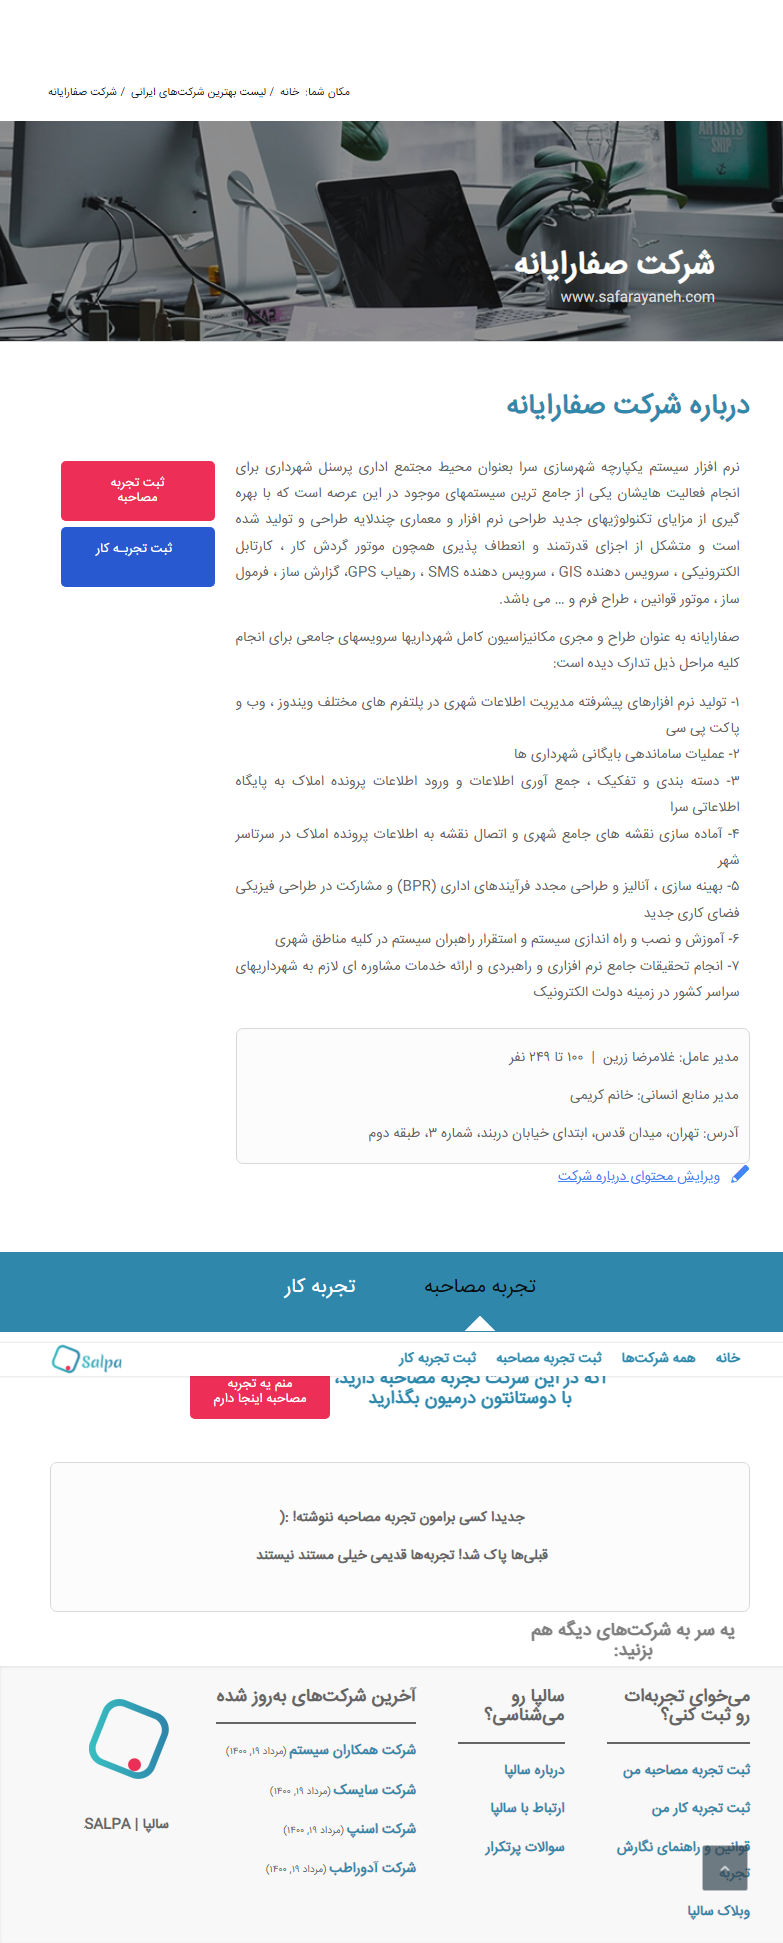 مکان شما: خانه / لیست بهترین شرکت‌های ایرانی / شرکت صفارایانه
ARTISTS
SHIP
شرکت صفارایانه
www.safarayaneh.com
درباره شرکت صفارایانه
نرم افزار سیستم یکپارچه شهرسازی سرا بعنوان محیط مجتمع اداری پرسنل شهرداری برای
انجام فعالیت هایشان یکی از جامع ترین سیستمهای موجود در این عرصه است که با بهره
گیری از مزایای تکنولوژیهای جدید طراحی نرم افزار و معماری چندلایه طراحی و تولید شده
است و متشکل از اجزای قدرتمند و انعطاف پذیری همچون موتور گردش کار ، کارتابل
الکترونیکی ، سرویس دهنده GIS ، سرویس دهنده SMS ، رهیاب GPS، گزارش ساز ، فرمول
ساز ، موتور قوانین ، طراح فرم و ... می باشد.
صفارایانه به عنوان طراح و مجری مکانیزاسیون کامل شهرداریها سرویسهای جامعی برای انجام
کلیه مراحل ذیل تدارک دیده است:
۱- تولید نرم افزارهای پیشرفته مدیریت اطلاعات شهری در پلتفرم های مختلف ویندوز ، وب و
پاکت پی سی
۲- عملیات ساماندهی بایگانی شهرداری ها
۳- دسته بندی و تفکیک ، جمع آوری اطلاعات و ورود اطلاعات پرونده املاک به پایگاه
اطلاعاتی سرا
۴- آماده سازی نقشه های جامع شهری و اتصال نقشه به اطلاعات پرونده املاک در سرتاسر
شهر
۵- بهینه سازی ، آنالیز و طراحی مجدد فرآیندهای اداری (BPR) و مشارکت در طراحی فیزیکی
فضای کاری جدید
۶- آموزش و نصب و راه اندازی سیستم و استقرار راهبران سیستم در کلیه مناطق شهری
۷- انجام تحقیقات جامع نرم افزاری و راهبردی و ارائه خدمات مشاوره ای لازم به شهرداریهای
سراسر کشور در زمینه دولت الکترونیک
ثبت تجربه
مصاحبه
ثبت تجربـه کار
مدیر عامل: غلامرضا زرین | ۱۰۰ تا ۲۴۹ نفر
مدیر منابع انسانی: خانم کریمی
آدرس: تهران، میدان قدس، ابتدای خیابان دربند، شماره ۳، طبقه دوم
ویرایش محتوای درباره شرکت
تجربه مصاحبه
تجربه کار
خانه
همه شرکت‌ها
ثبت تجربه مصاحبه
ثبت تجربه کار
Salpa
اگه در این شرکت تجربه مصاحبه دارید،
با دوستانتون درمیون بگذارید
منم یه تجربه
مصاحبه اینجا دارم
جدیدا کسی برامون تجربه مصاحبه ننوشته! :(
قبلی‌ها پاک شد! تجربه‌ها قدیمی خیلی مستند نیستند
یه سر به شرکت‌های دیگه هم
بزنید:
می‌خوای تجربه‌ات
رو ثبت کنی؟
ثبت تجربه مصاحبه من
ثبت تجربه کار من
قوانین و راهنمای نگارش
تجربه
وبلاگ سالپا
سالپا رو
می‌شناسی؟
درباره سالپا
ارتباط با سالپا
سوالات پرتکرار
آخرین شرکت‌های به‌روز شده
شرکت همکاران سیستم (مرداد ۱۹, ۱۴۰۰)
شرکت سایسک (مرداد ۱۹, ۱۴۰۰)
شرکت اسنپ (مرداد ۱۹, ۱۴۰۰)
شرکت آدوراطب (مرداد ۱۹, ۱۴۰۰)
سالپا | SALPA